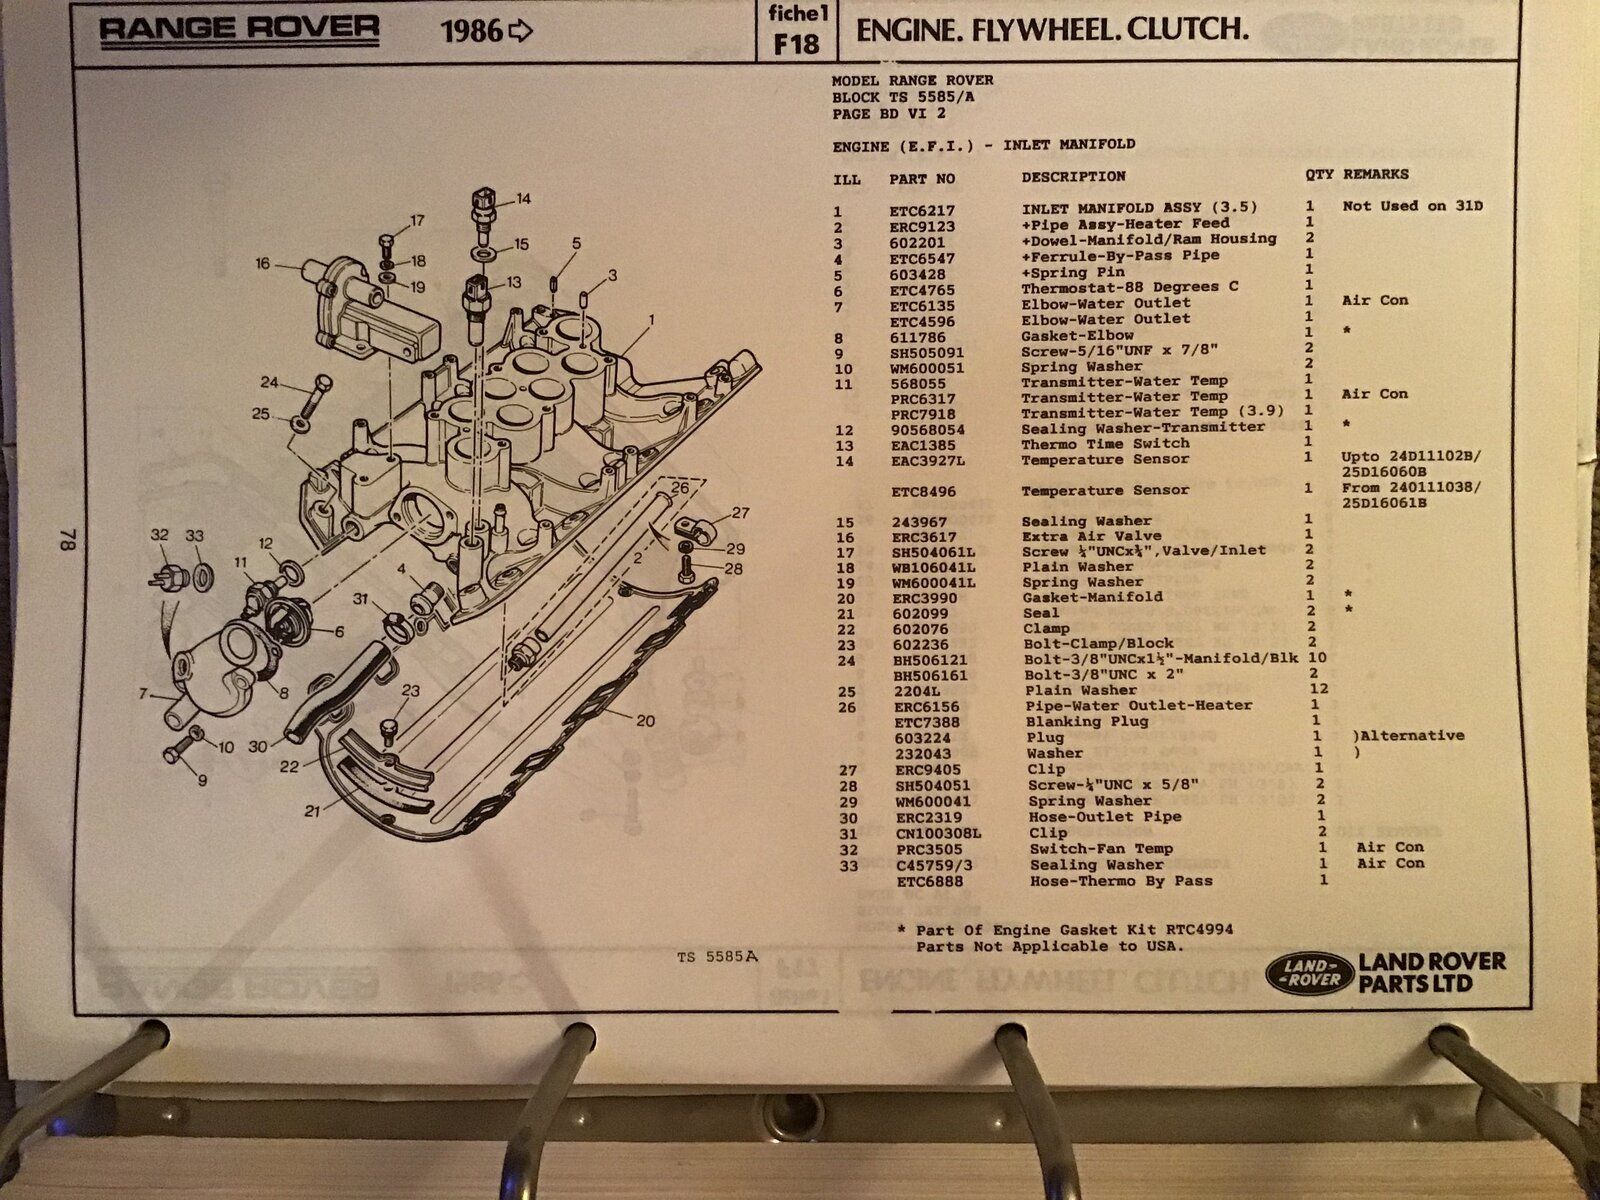 RANGE ROVER 1986 fiche1 F18 ENGINE. FLYWHEEL. CLUTCH.
MODEL RANGE ROVER
BLOCK TS 5585/A
PAGE BD VI 2
ENGINE (E.F.I.) - INLET MANIFOLD
ILL PART NO DESCRIPTION QTY REMARKS
1 ETC6217 INLET MANIFOLD ASSY (3.5) 1 Not Used on 31D
2 ERC9123 +Pipe Assy-Heater Feed 1
3 602201 +Dowel-Manifold/Ram Housing 2
4 ETC6547 +Ferrule-By-Pass Pipe 1
5 603428 +Spring Pin 1
6 ETC4765 Thermostat-88 Degrees C 1
7 ETC6135 Elbow-Water Outlet 1 Air Con
ETC4596 Elbow-Water Outlet 1
8 611786 Gasket-Elbow 1 *
9 SH505091 Screw-5/16"UNF x 7/8" 2
10 WM600051 Spring Washer 2
11 568055 Transmitter-Water Temp 1
PRC6317 Transmitter-Water Temp 1 Air Con
PRC7918 Transmitter-Water Temp (3.9) 1
12 90568054 Sealing Washer-Transmitter 1 *
13 EAC1385 Thermo Time Switch 1
14 EAC3927L Temperature Sensor 1 Upto 24D11102B/
25D16060B
ETC8496 Temperature Sensor 1 From 240111038/
25D16061B
15 243967 Sealing Washer 1
16 ERC3617 Extra Air Valve 1
17 SH504061L Screw ¼"UNCx¾",Valve/Inlet 2
18 WB106041L Plain Washer 2
19 WM600041L Spring Washer 2
20 ERC3990 Gasket-Manifold 1 *
21 602099 Seal 2 *
22 602076 Clamp 2
23 602236 Bolt-Clamp/Block 2
24 BH506121 Bolt-3/8"UNCx1½"-Manifold/Blk 10
BH506161 Bolt-3/8"UNC x 2" 2
25 2204L Plain Washer 12
26 ERC6156 Pipe-Water Outlet-Heater 1
ETC7388 Blanking Plug 1
603224 Plug 1 )Alternative
232043 Washer 1 )
27 ERC9405 Clip 1
28 SH504051 Screw-¼"UNC x 5/8" 2
29 WM600041 Spring Washer 2
30 ERC2319 Hose-Outlet Pipe 1
31 CN100308L Clip 2
32 PRC3505 Switch-Fan Temp 1 Air Con
33 C45759/3 Sealing Washer 1 Air Con
ETC6888 Hose-Thermo By Pass 1
* Part Of Engine Gasket Kit RTC4994
Parts Not Applicable to USA.
LAND-
-ROVER
LAND ROVER
PARTS LTD
14
17
15
5
18
16
3
19
13
1
24
25
26
27
32
33
12
29
11
4
2
28
31
6
8
7
7
23
20
10
30
22
9
21
TS 5585A
78